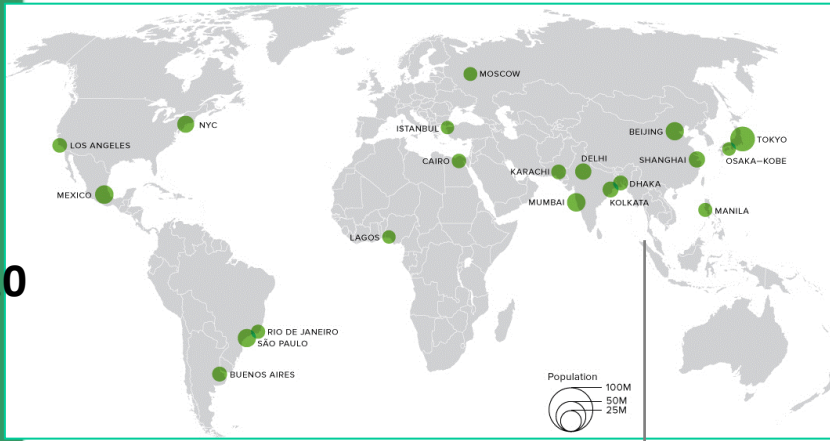 MOSCOW
NYC
ISTANBUL
BEIJING
TOKYO
LOS ANGELES
CAIRO
DELHI
SHANGHAI
OSAKA–KOBE
KARACHI
DHAKA
MEXICO
MUMBAI
KOLKATA
MANILA
LAGOS
0
RIO DE JANEIRO
SÃO PAULO
BUENOS AIRES
Population
100M
50M
25M